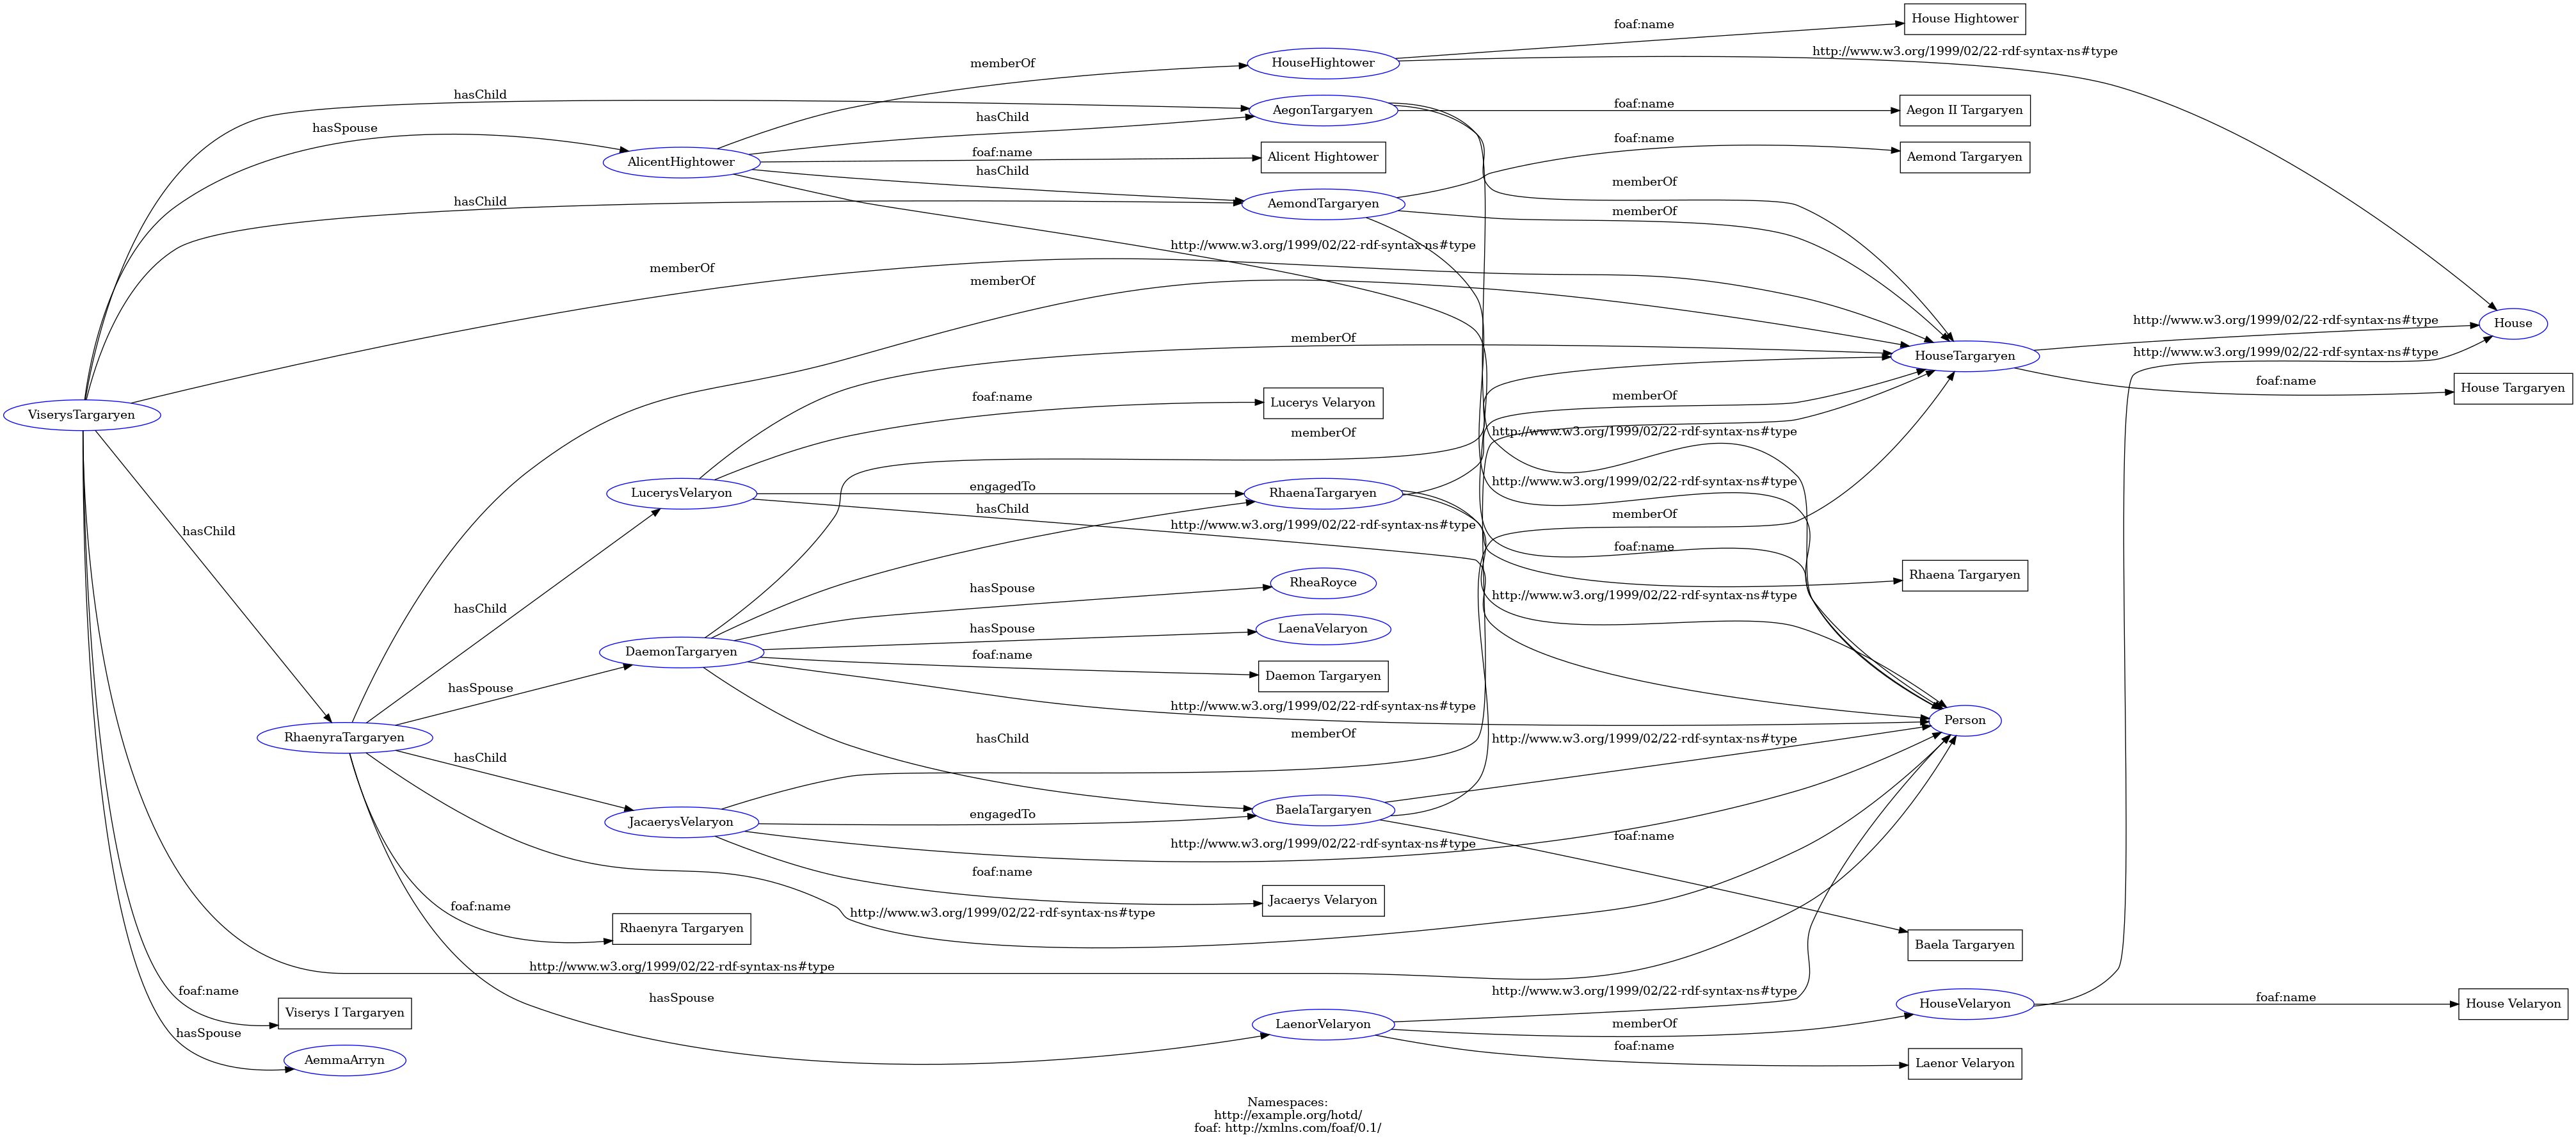 House Hightower
foaf:name
http://www.w3.org/1999/02/22-rdf-syntax-ns#type
memberOf
HouseHightower
hasChild
AegonTargaryen
foaf:name
Aegon II Targaryen
hasChild
hasSpouse
foaf:name
Aemond Targaryen
AlicentHightower
foaf:name
Alicent Hightower
hasChild
memberOf
hasChild
AemondTargaryen
memberOf
http://www.w3.org/1999/02/22-rdf-syntax-ns#type
memberOf
memberOf
House
http://www.w3.org/1999/02/22-rdf-syntax-ns#type
memberOf
HouseTargaryen
http://www.w3.org/1999/02/22-rdf-syntax-ns#type
foaf:name
House Targaryen
foaf:name
Lucerys Velaryon
memberOf
ViserysTargaryen
memberOf
http://www.w3.org/1999/02/22-rdf-syntax-ns#type
http://www.w3.org/1999/02/22-rdf-syntax-ns#type
LucerysVelaryon
engagedTo
RhaenaTargaryen
hasChild
memberOf
http://www.w3.org/1999/02/22-rdf-syntax-ns#type
hasChild
foaf:name
Rhaena Targaryen
hasSpouse
RheaRoyce
http://www.w3.org/1999/02/22-rdf-syntax-ns#type
hasChild
hasSpouse
LaenaVelaryon
DaemonTargaryen
foaf:name
Daemon Targaryen
hasSpouse
http://www.w3.org/1999/02/22-rdf-syntax-ns#type
Person
RhaenyraTargaryen
hasChild
memberOf
http://www.w3.org/1999/02/22-rdf-syntax-ns#type
hasChild
BaelaTargaryen
engagedTo
JacaerysVelaryon
foaf:name
http://www.w3.org/1999/02/22-rdf-syntax-ns#type
foaf:name
Jacaerys Velaryon
foaf:name
http://www.w3.org/1999/02/22-rdf-syntax-ns#type
Rhaenyra Targaryen
Baela Targaryen
http://www.w3.org/1999/02/22-rdf-syntax-ns#type
foaf:name
hasSpouse
http://www.w3.org/1999/02/22-rdf-syntax-ns#type
HouseVelaryon
foaf:name
House Velaryon
Viserys I Targaryen
LaenorVelaryon
memberOf
hasSpouse
foaf:name
AemmaArryn
Laenor Velaryon
Namespaces:
http://example.org/hotd/
foaf: http://xmlns.com/foaf/0.1/